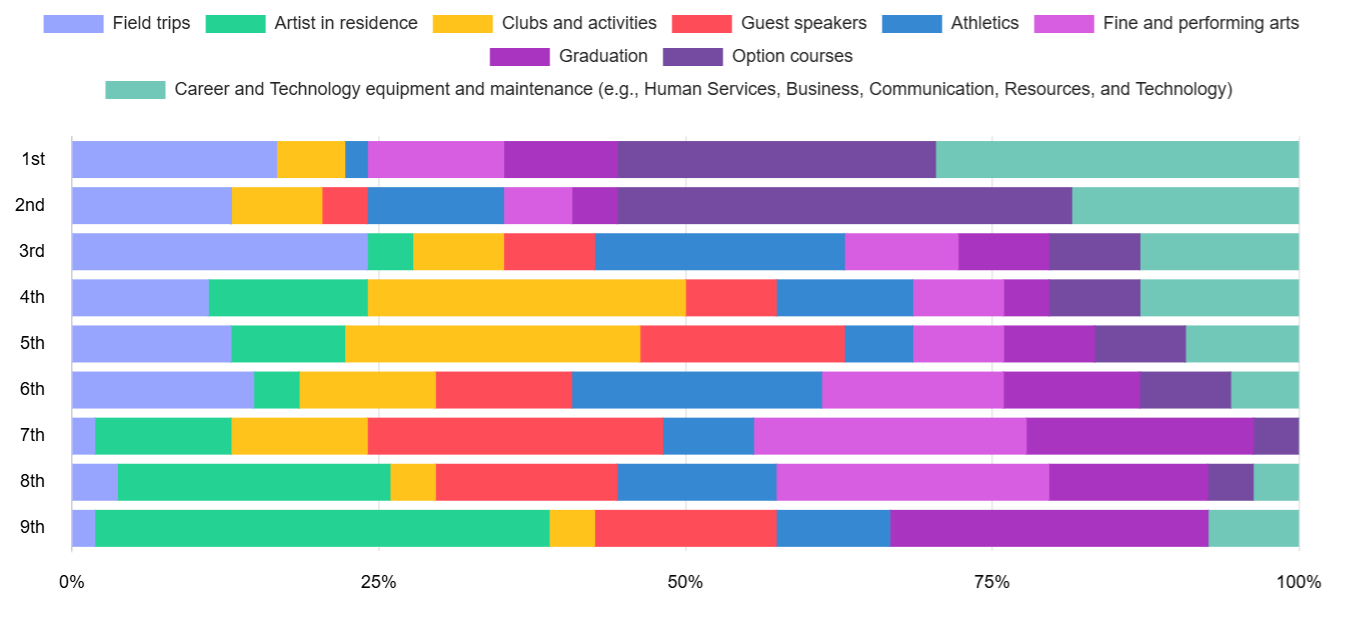 Field trips Artist in residence Clubs and activities Guest speakers Athletics Fine and performing arts
Graduation Option courses
Career and Technology equipment and maintenance (e.g., Human Services, Business, Communication, Resources, and Technology)
1st
2nd
3rd
4th
5th
6th
7th
8th
9th
0% 25% 50% 75% 100%